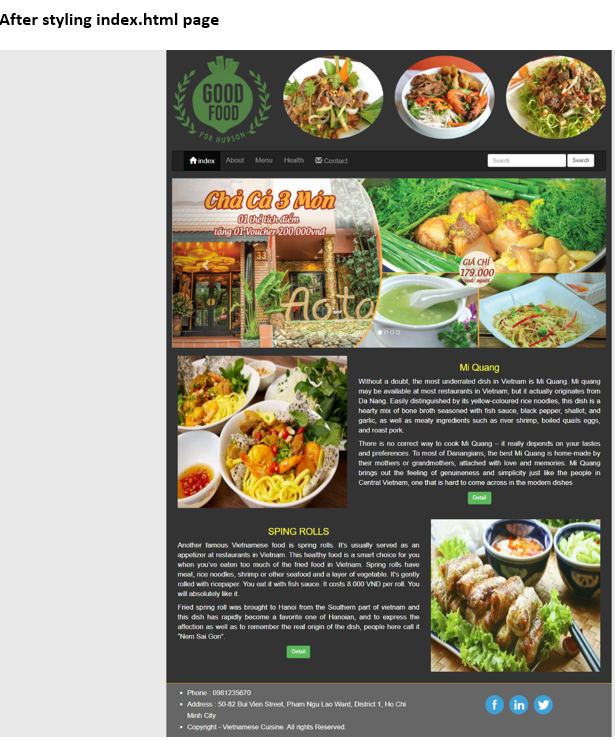 After styling index.html page
GOOD
FOOD
FOR HUPSON
index About Menu Health Contact Search Search
Chả Cá 3 Món
01 thẻ tích điểm
tặng 01 Voucher 200.000vnđ
33
GIÁ CHỈ
179.000
Aota
Mi Quang
Without a doubt, the most underrated dish in Vietnam is Mi Quang. Mi quang
may be available at most restaurants in Vietnam, but it actually originates from
Da Nang. Easily distinguished by its yellow-coloured rice noodles, this dish is a
hearty mix of bone broth seasoned with fish sauce, black pepper, shallot, and
garlic, as well as meaty ingredients such as river shrimp, boiled quails eggs,
and roast pork.
There is no correct way to cook Mi Quang – it really depends on your tastes
and preferences. To most of Danangians, the best Mi Quang is home-made by
their mothers or grandmothers, attached with love and memories. Mi Quang
brings out the feeling of genuineness and simplicity just like the people in
Central Vietnam, one that is hard to come across in the modern dishes
Detail
SPING ROLLS
Another famous Vietnamese food is spring rolls. It's usually served as an
appetizer at restaurants in Vietnam. This healthy food is a smart choice for you
when you've eaten too much of the fried food in Vietnam. Spring rolls have
meat, rice noodles, shrimp or other seafood and a layer of vegetable. It's gently
rolled with ricepaper. You eat it with fish sauce. It costs 8.000 VND per roll. You
will absolutely like it.
Fried spring roll was brought to Hanoi from the Southern part of vietnam and
this dish has rapidly become a favorite one of Hanoian, and to express the
affection as well as to remember the real origin of the dish, people here call it
"Nem Sai Gon".
Detail
Phone : 0981235670
Address : 50-82 Bui Vien Street, Pham Ngu Lao Ward, District 1, Ho Chi
Minh City
Copyright - Vietnamese Cuisine. All rights Reserved.